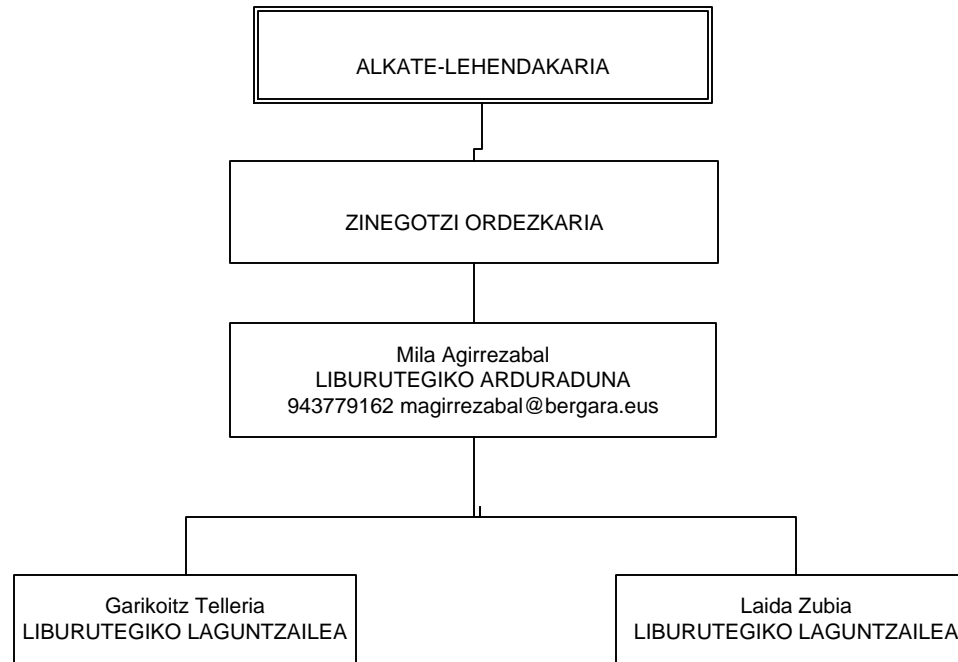 ALKATE-LEHENDAKARIA
ZINEGOTZI ORDEZKARIA
Mila Agirrezabal
LIBURUTEGIKO ARDURADUNA
943779162 magirrezabal@bergara.eus
Garikoitz Telleria
LIBURUTEGIKO LAGUNTZAILEA
Laida Zubia
LIBURUTEGIKO LAGUNTZAILEA